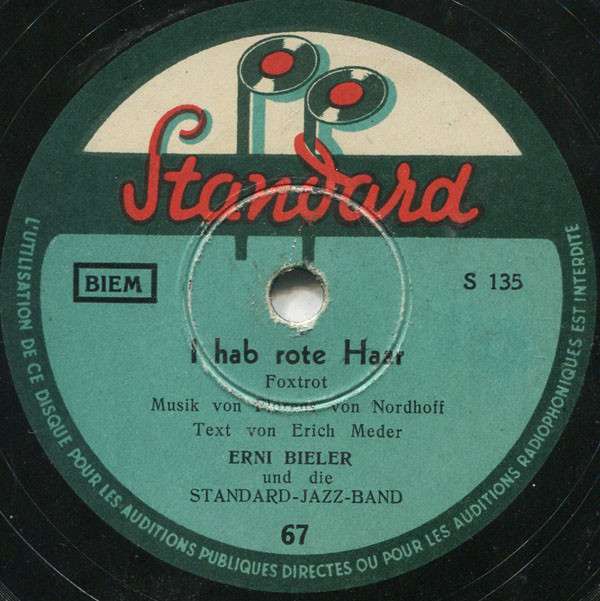 Standard
BIEM
S 135
I hab rote Haar
Foxtrot
Musik von von Nordhoff
Text von Erich Meder
ERNI BIELER
und die
STANDARD-JAZZ-BAND
67
L'UTILISATION DE CE DISQUE POUR LES AUDITIONS PUBLIQUES DIRECTES OU POUR LES AUDITIONS RADIOPHONIQUES EST INTERDITE